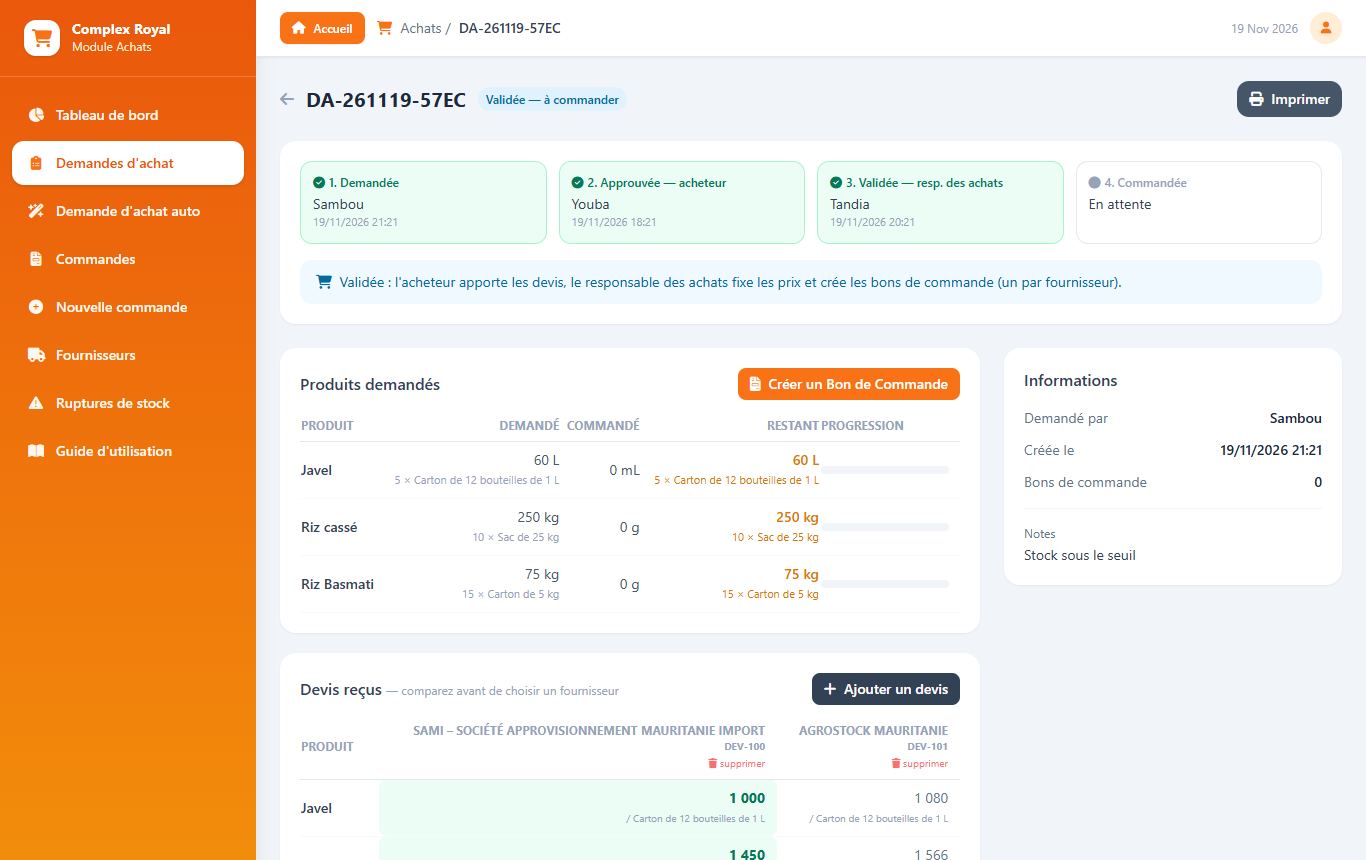 Complex Royal
Module Achats
Tableau de bord
Demandes d'achat
Demande d'achat auto
Commandes
Nouvelle commande
Fournisseurs
Ruptures de stock
Guide d'utilisation
Accueil
Achats / DA-261119-57EC
19 Nov 2026
DA-261119-57EC
Validée — à commander
Imprimer
1. Demandée
Sambou
19/11/2026 21:21
2. Approuvée — acheteur
Youba
19/11/2026 18:21
3. Validée — resp. des achats
Tandia
19/11/2026 20:21
4. Commandée
En attente
Validée : l'acheteur apporte les devis, le responsable des achats fixe les prix et crée les bons de commande (un par fournisseur).
Produits demandés
Créer un Bon de Commande
PRODUIT DEMANDÉ COMMANDÉ RESTANT PROGRESSION
Javel 60 L 0 mL 60 L
5 × Carton de 12 bouteilles de 1 L 5 × Carton de 12 bouteilles de 1 L
Riz cassé 250 kg 0 g 250 kg
10 × Sac de 25 kg 10 × Sac de 25 kg
Riz Basmati 75 kg 0 g 75 kg
15 × Carton de 5 kg 15 × Carton de 5 kg
Informations
Demandé par Sambou
Créée le 19/11/2026 21:21
Bons de commande 0
Notes
Stock sous le seuil
Devis reçus — comparez avant de choisir un fournisseur
Ajouter un devis
PRODUIT SAMI – SOCIÉTÉ APPROVISIONNEMENT MAURITANIE IMPORT AGROSTOCK MAURITANIE
DEV-100 DEV-101
supprimer supprimer
Javel 1 000 1 080
/ Carton de 12 bouteilles de 1 L / Carton de 12 bouteilles de 1 L
1 450 1 566